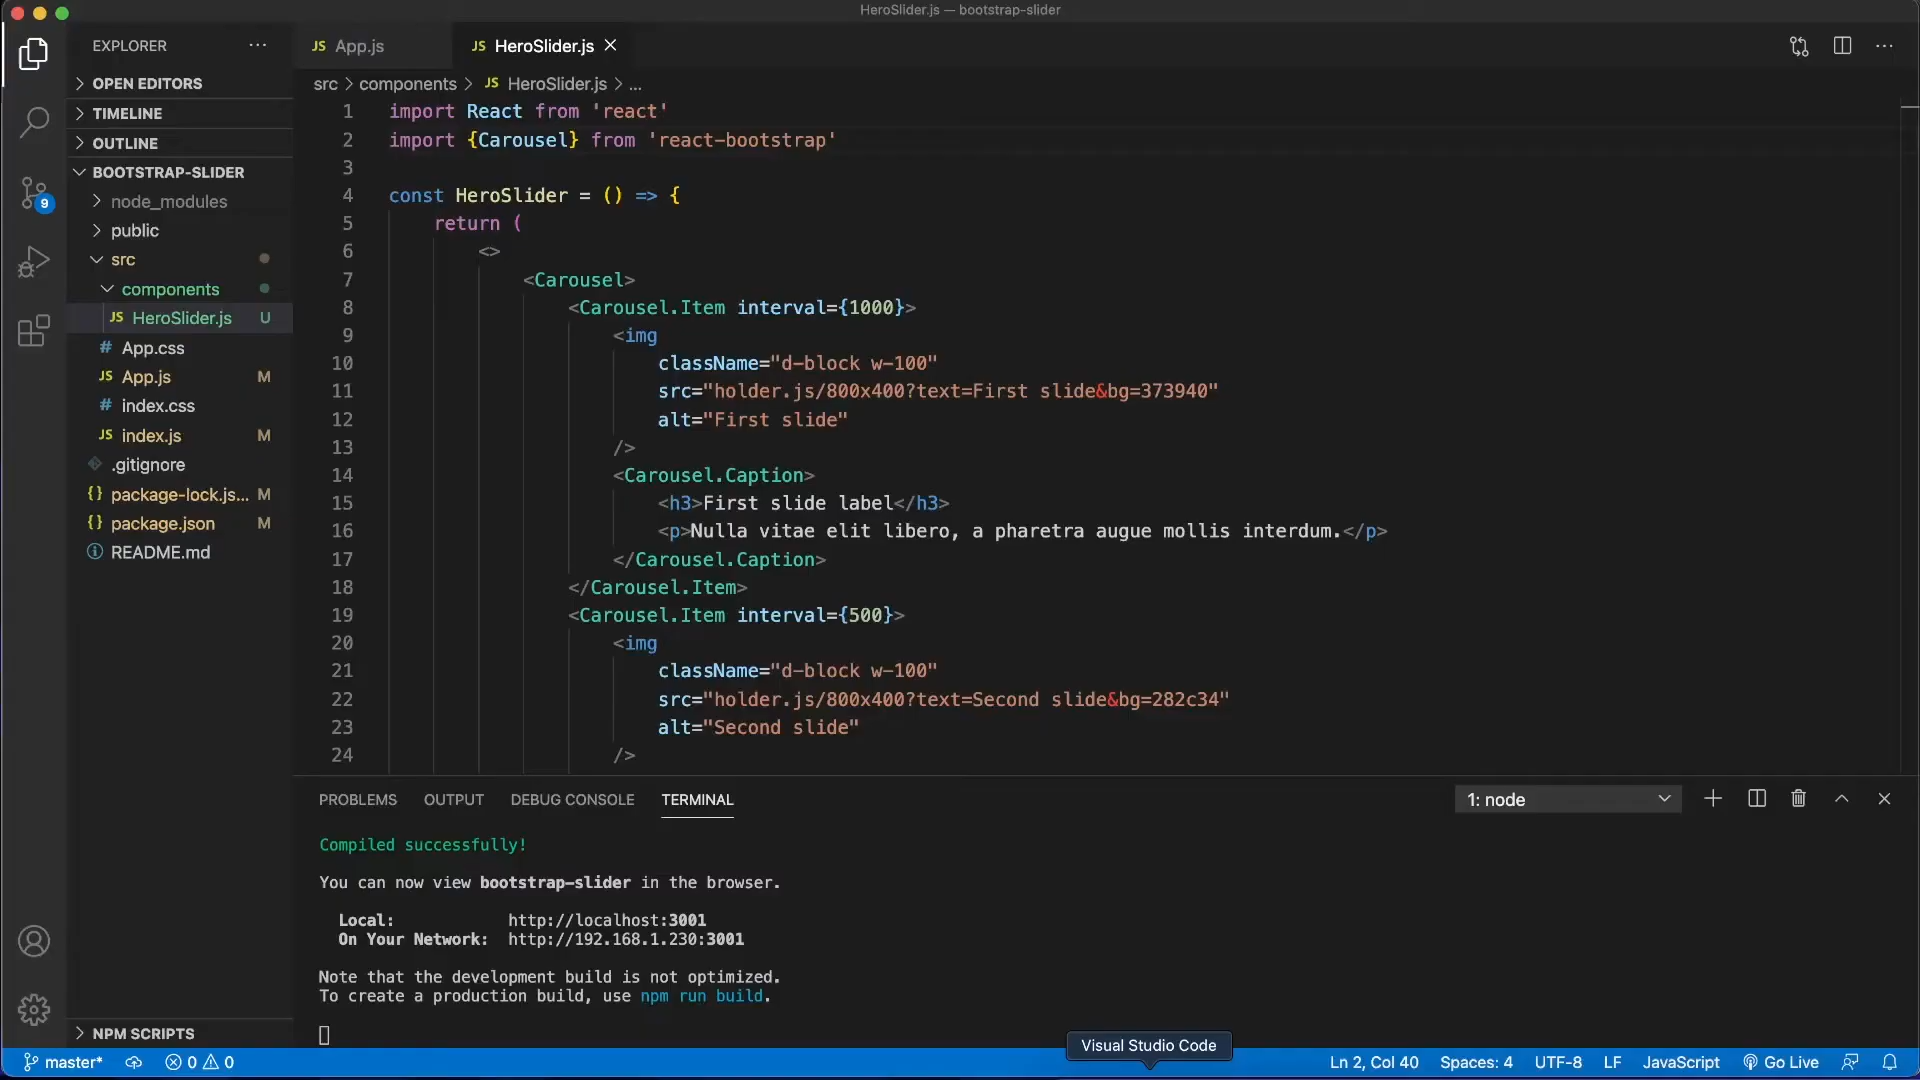 HeroSlider.js — bootstrap-slider
EXPLORER
OPEN EDITORS
TIMELINE
OUTLINE
BOOTSTRAP-SLIDER
node_modules
public
src
components
JS HeroSlider.js U
# App.css
JS App.js M
# index.css
JS index.js M
.gitignore
{} package-lock.js... M
{} package.json M
README.md
NPM SCRIPTS
9
JS App.js
JS HeroSlider.js
src > components > JS HeroSlider.js > ...
1 import React from 'react'
2 import {Carousel} from 'react-bootstrap'
3
4 const HeroSlider = () => {
5 return (
6 <>
7 <Carousel>
8 <Carousel.Item interval={1000}>
9 <img
10 className="d-block w-100"
11 src="holder.js/800x400?text=First slide&bg=373940"
12 alt="First slide"
13 />
14 <Carousel.Caption>
15 <h3>First slide label</h3>
16 <p>Nulla vitae elit libero, a pharetra augue mollis interdum.</p>
17 </Carousel.Caption>
18 </Carousel.Item>
19 <Carousel.Item interval={500}>
20 <img
21 className="d-block w-100"
22 src="holder.js/800x400?text=Second slide&bg=282c34"
23 alt="Second slide"
24 />
PROBLEMS OUTPUT DEBUG CONSOLE TERMINAL
1: node
Compiled successfully!
You can now view bootstrap-slider in the browser.
Local: http://localhost:3001
On Your Network: http://192.168.1.230:3001
Note that the development build is not optimized.
To create a production build, use npm run build.
Visual Studio Code
master* 0 0 Ln 2, Col 40 Spaces: 4 UTF-8 LF JavaScript Go Live